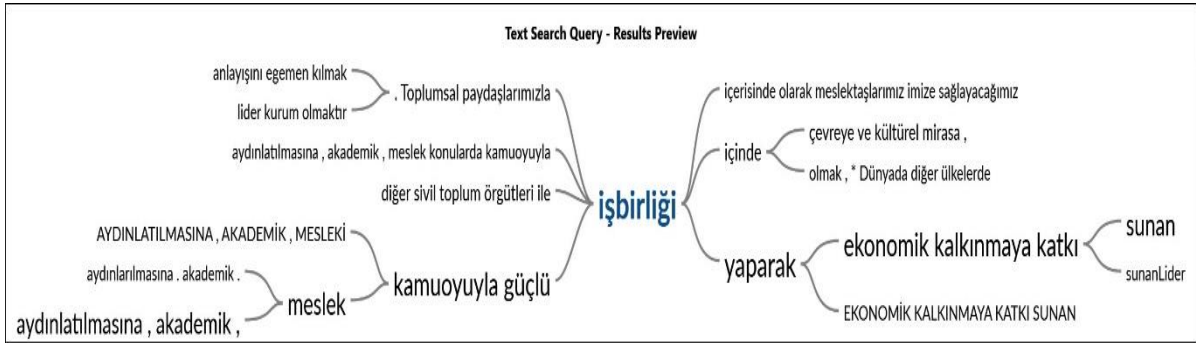 Text Search Query - Results Preview
anlayışını egemen kılmak
lider kurum olmaktır
. Toplumsal paydaşlarımızla
aydınlatılmasına , akademik , meslek konularda kamuoyuyla
diğer sivil toplum örgütleri ile
AYDINLATILMASINA , AKADEMİK , MESLEKİ
aydınlarılmasına . akademik .
aydınlatılmasına , akademik ,
meslek
kamuoyuyla güçlü
işbirliği
içerisinde olarak meslektaşlarımız imize sağlayacağımız
içinde
çevreye ve kültürel mirasa ,
olmak , * Dünyada diğer ülkelerde
yaparak
ekonomik kalkınmaya katkı
sunan
sunanLider
EKONOMİK KALKINMAYA KATKI SUNAN